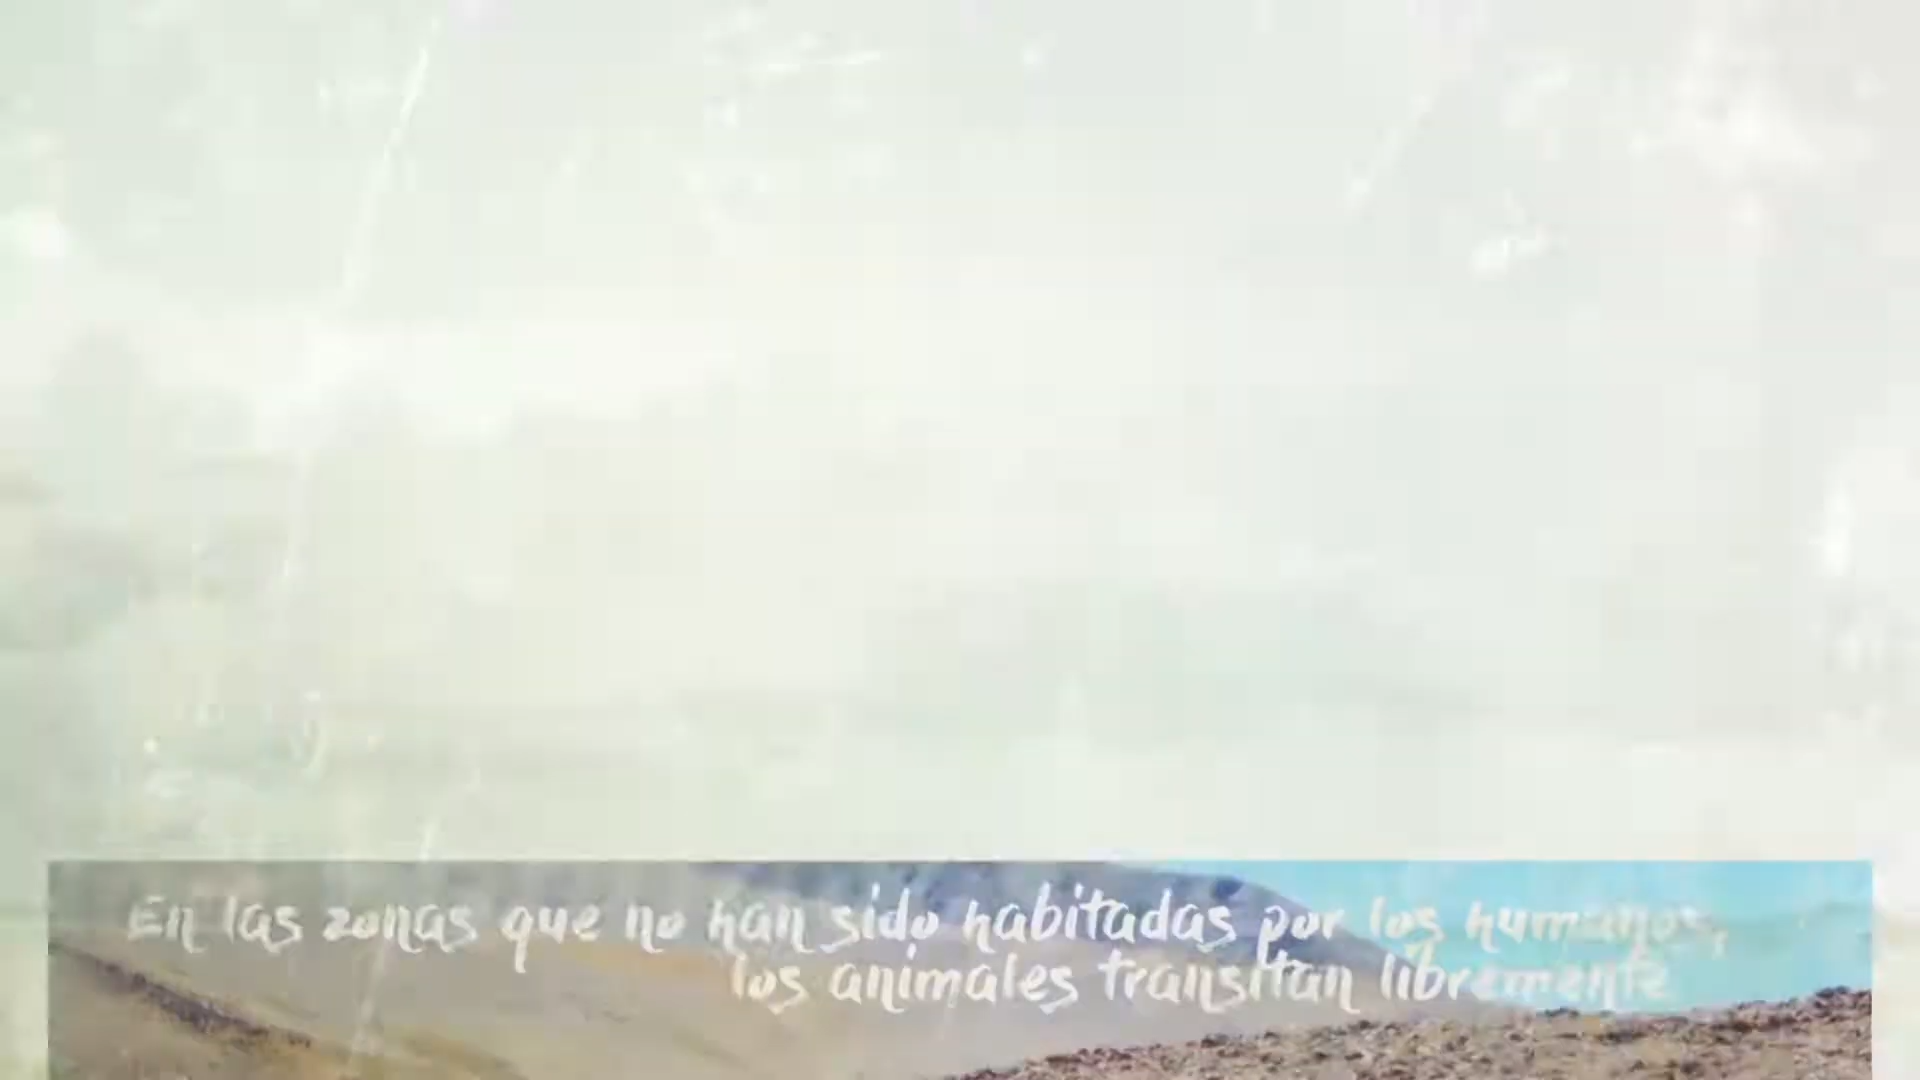 En las zonas que no han sido habitadas por los humanos,
los animales transitan libremente